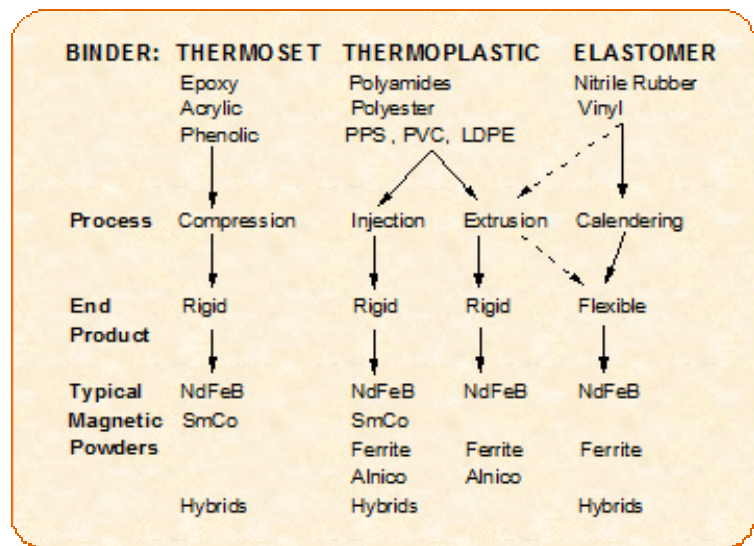 BINDER: THERMOSET THERMOPLASTIC ELASTOMER
Epoxy Polyamides Nitrile Rubber
Acrylic Polyester Vinyl
Phenolic PPS , PVC, LDPE
Process Compression Injection Extrusion Calendering
End Rigid Rigid Rigid Flexible
Product
Typical NdFeB NdFeB NdFeB NdFeB
Magnetic SmCo SmCo
Powders Ferrite Ferrite Ferrite
Alnico Alnico
Hybrids Hybrids Hybrids